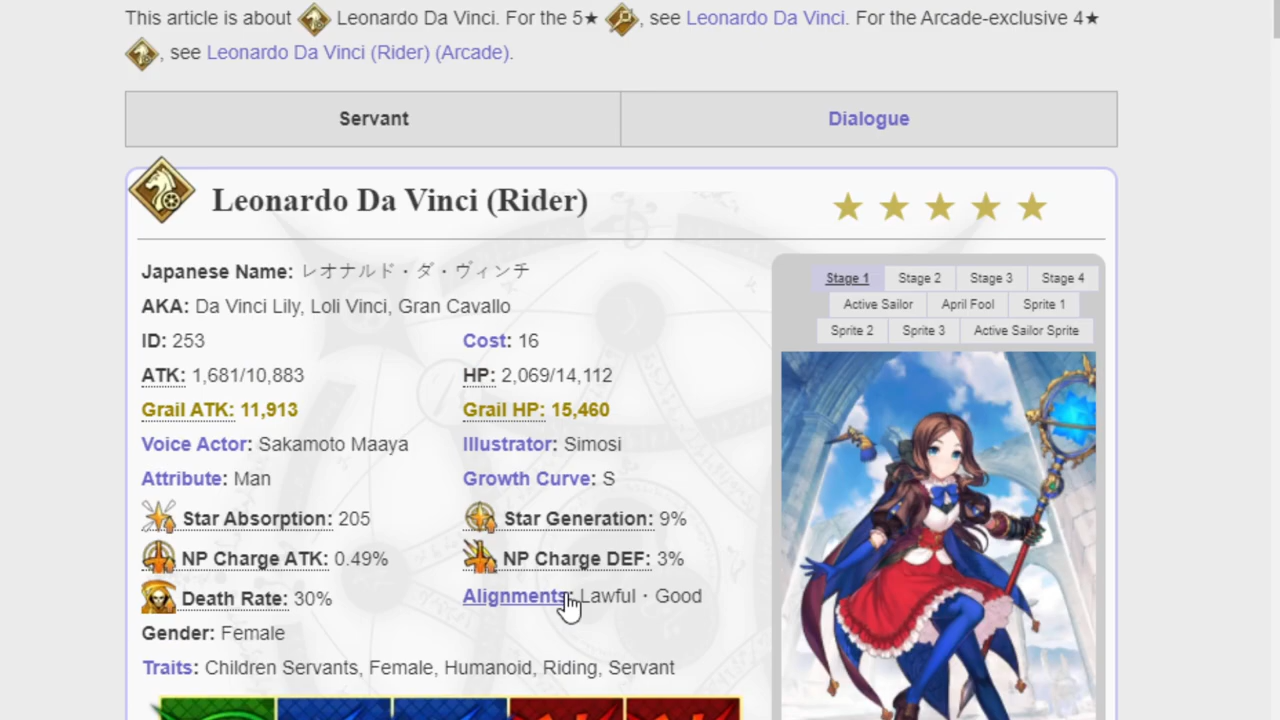 This article is about Leonardo Da Vinci. For the 5★ , see Leonardo Da Vinci. For the Arcade-exclusive 4★
, see Leonardo Da Vinci (Rider) (Arcade).
Servant Dialogue
Leonardo Da Vinci (Rider) ★ ★ ★ ★ ★
Japanese Name: レオナルド・ダ・ヴィンチ
AKA: Da Vinci Lily, Loli Vinci, Gran Cavallo
ID: 253 Cost: 16
ATK: 1,681/10,883 HP: 2,069/14,112
Grail ATK: 11,913 Grail HP: 15,460
Voice Actor: Sakamoto Maaya Illustrator: Simosi
Attribute: Man Growth Curve: S
Star Absorption: 205 Star Generation: 9%
NP Charge ATK: 0.49% NP Charge DEF: 3%
Death Rate: 30% Alignments: Lawful・Good
Gender: Female
Traits: Children Servants, Female, Humanoid, Riding, Servant
Stage 1 Stage 2 Stage 3 Stage 4
Active Sailor April Fool Sprite 1
Sprite 2 Sprite 3 Active Sailor Sprite